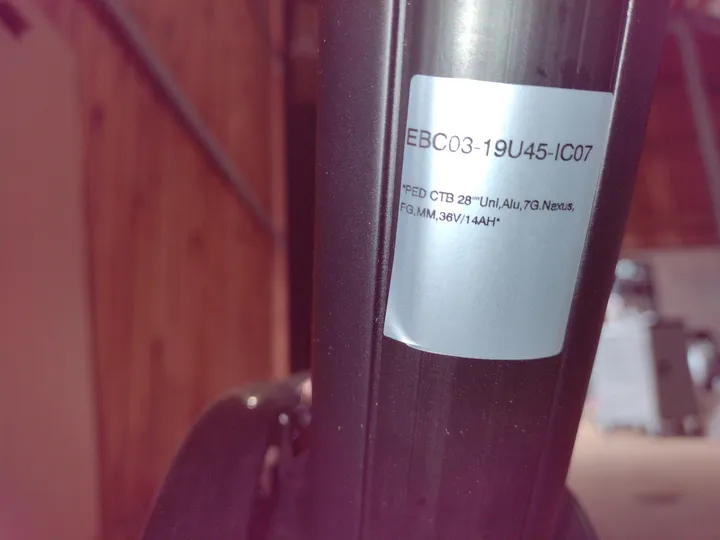 EBC03-19U45-IC07
"PED CTB 28""Uni,Alu,7G.Nexus,
FG,MM,36V/14AH"